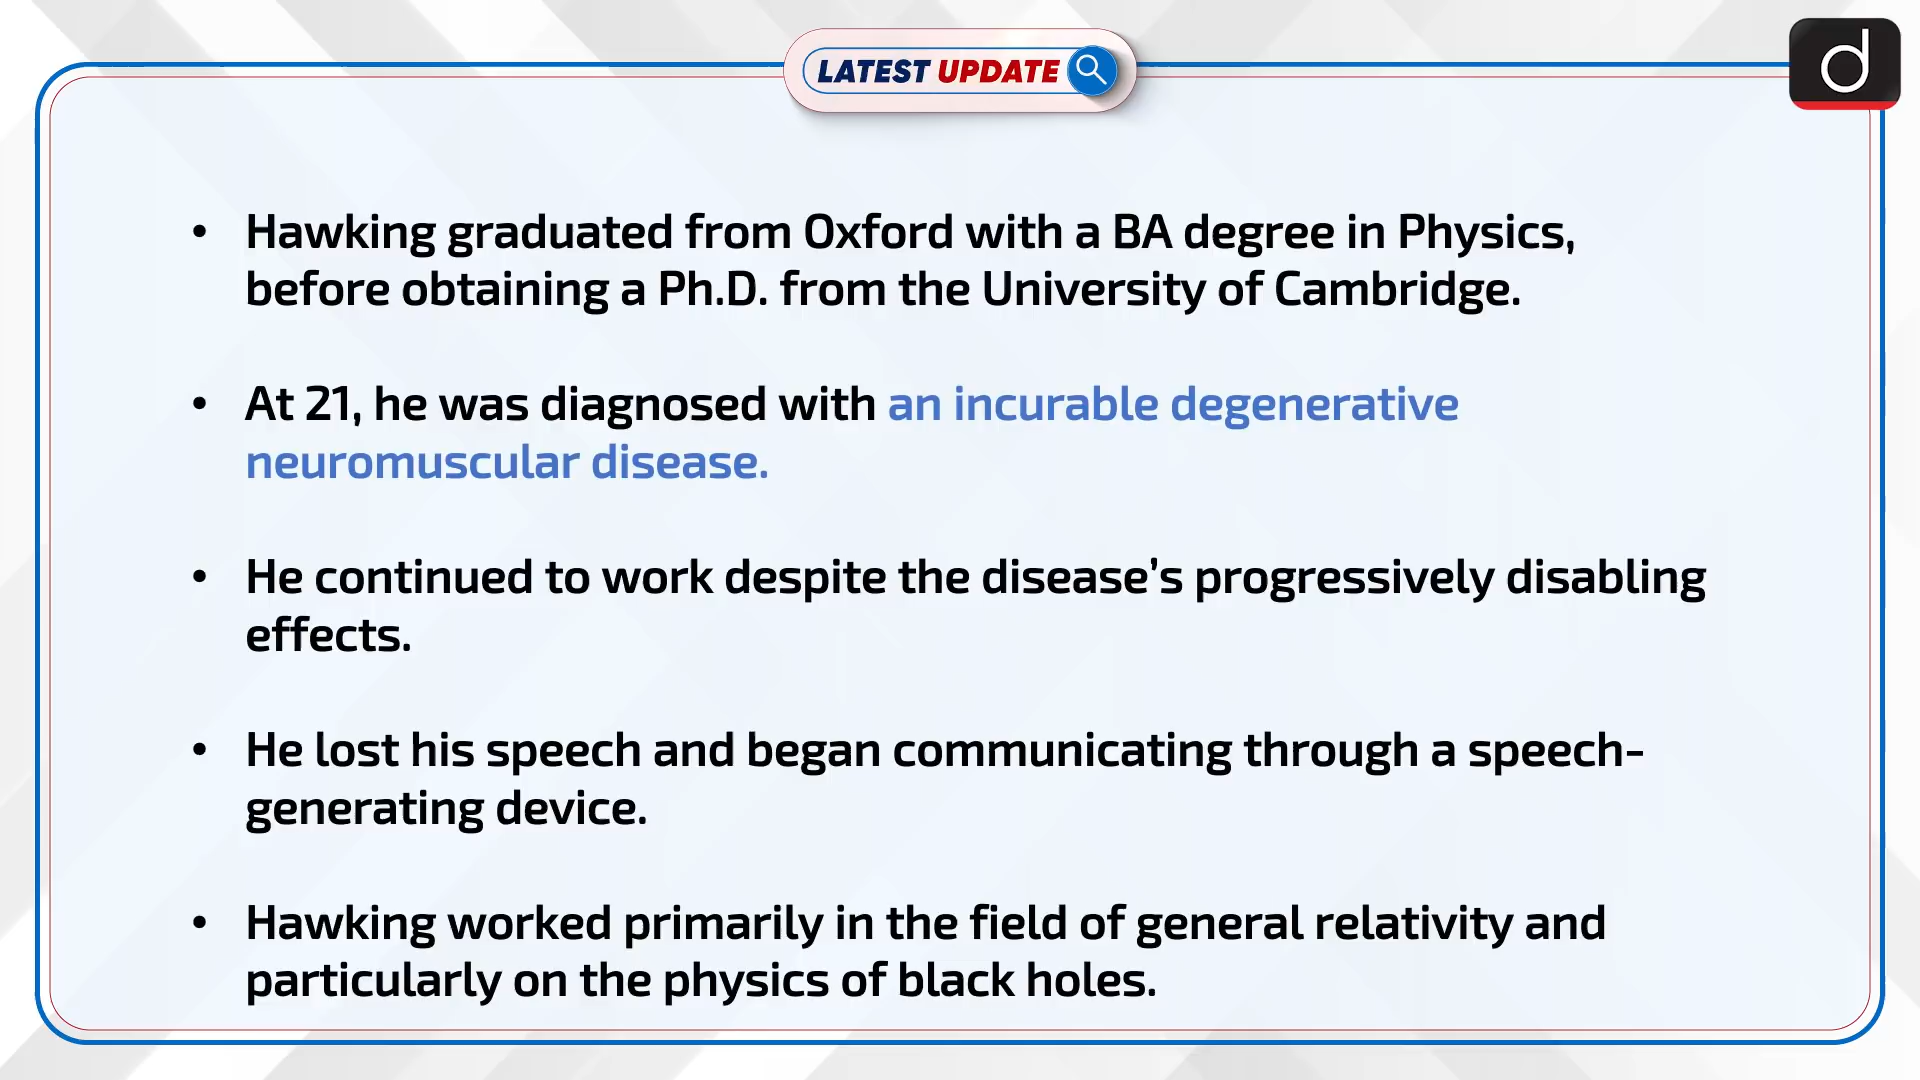 LATEST UPDATE
d
• Hawking graduated from Oxford with a BA degree in Physics,
before obtaining a Ph.D. from the University of Cambridge.
• At 21, he was diagnosed with an incurable degenerative
neuromuscular disease.
• He continued to work despite the disease’s progressively disabling
effects.
• He lost his speech and began communicating through a speech-
generating device.
• Hawking worked primarily in the field of general relativity and
particularly on the physics of black holes.